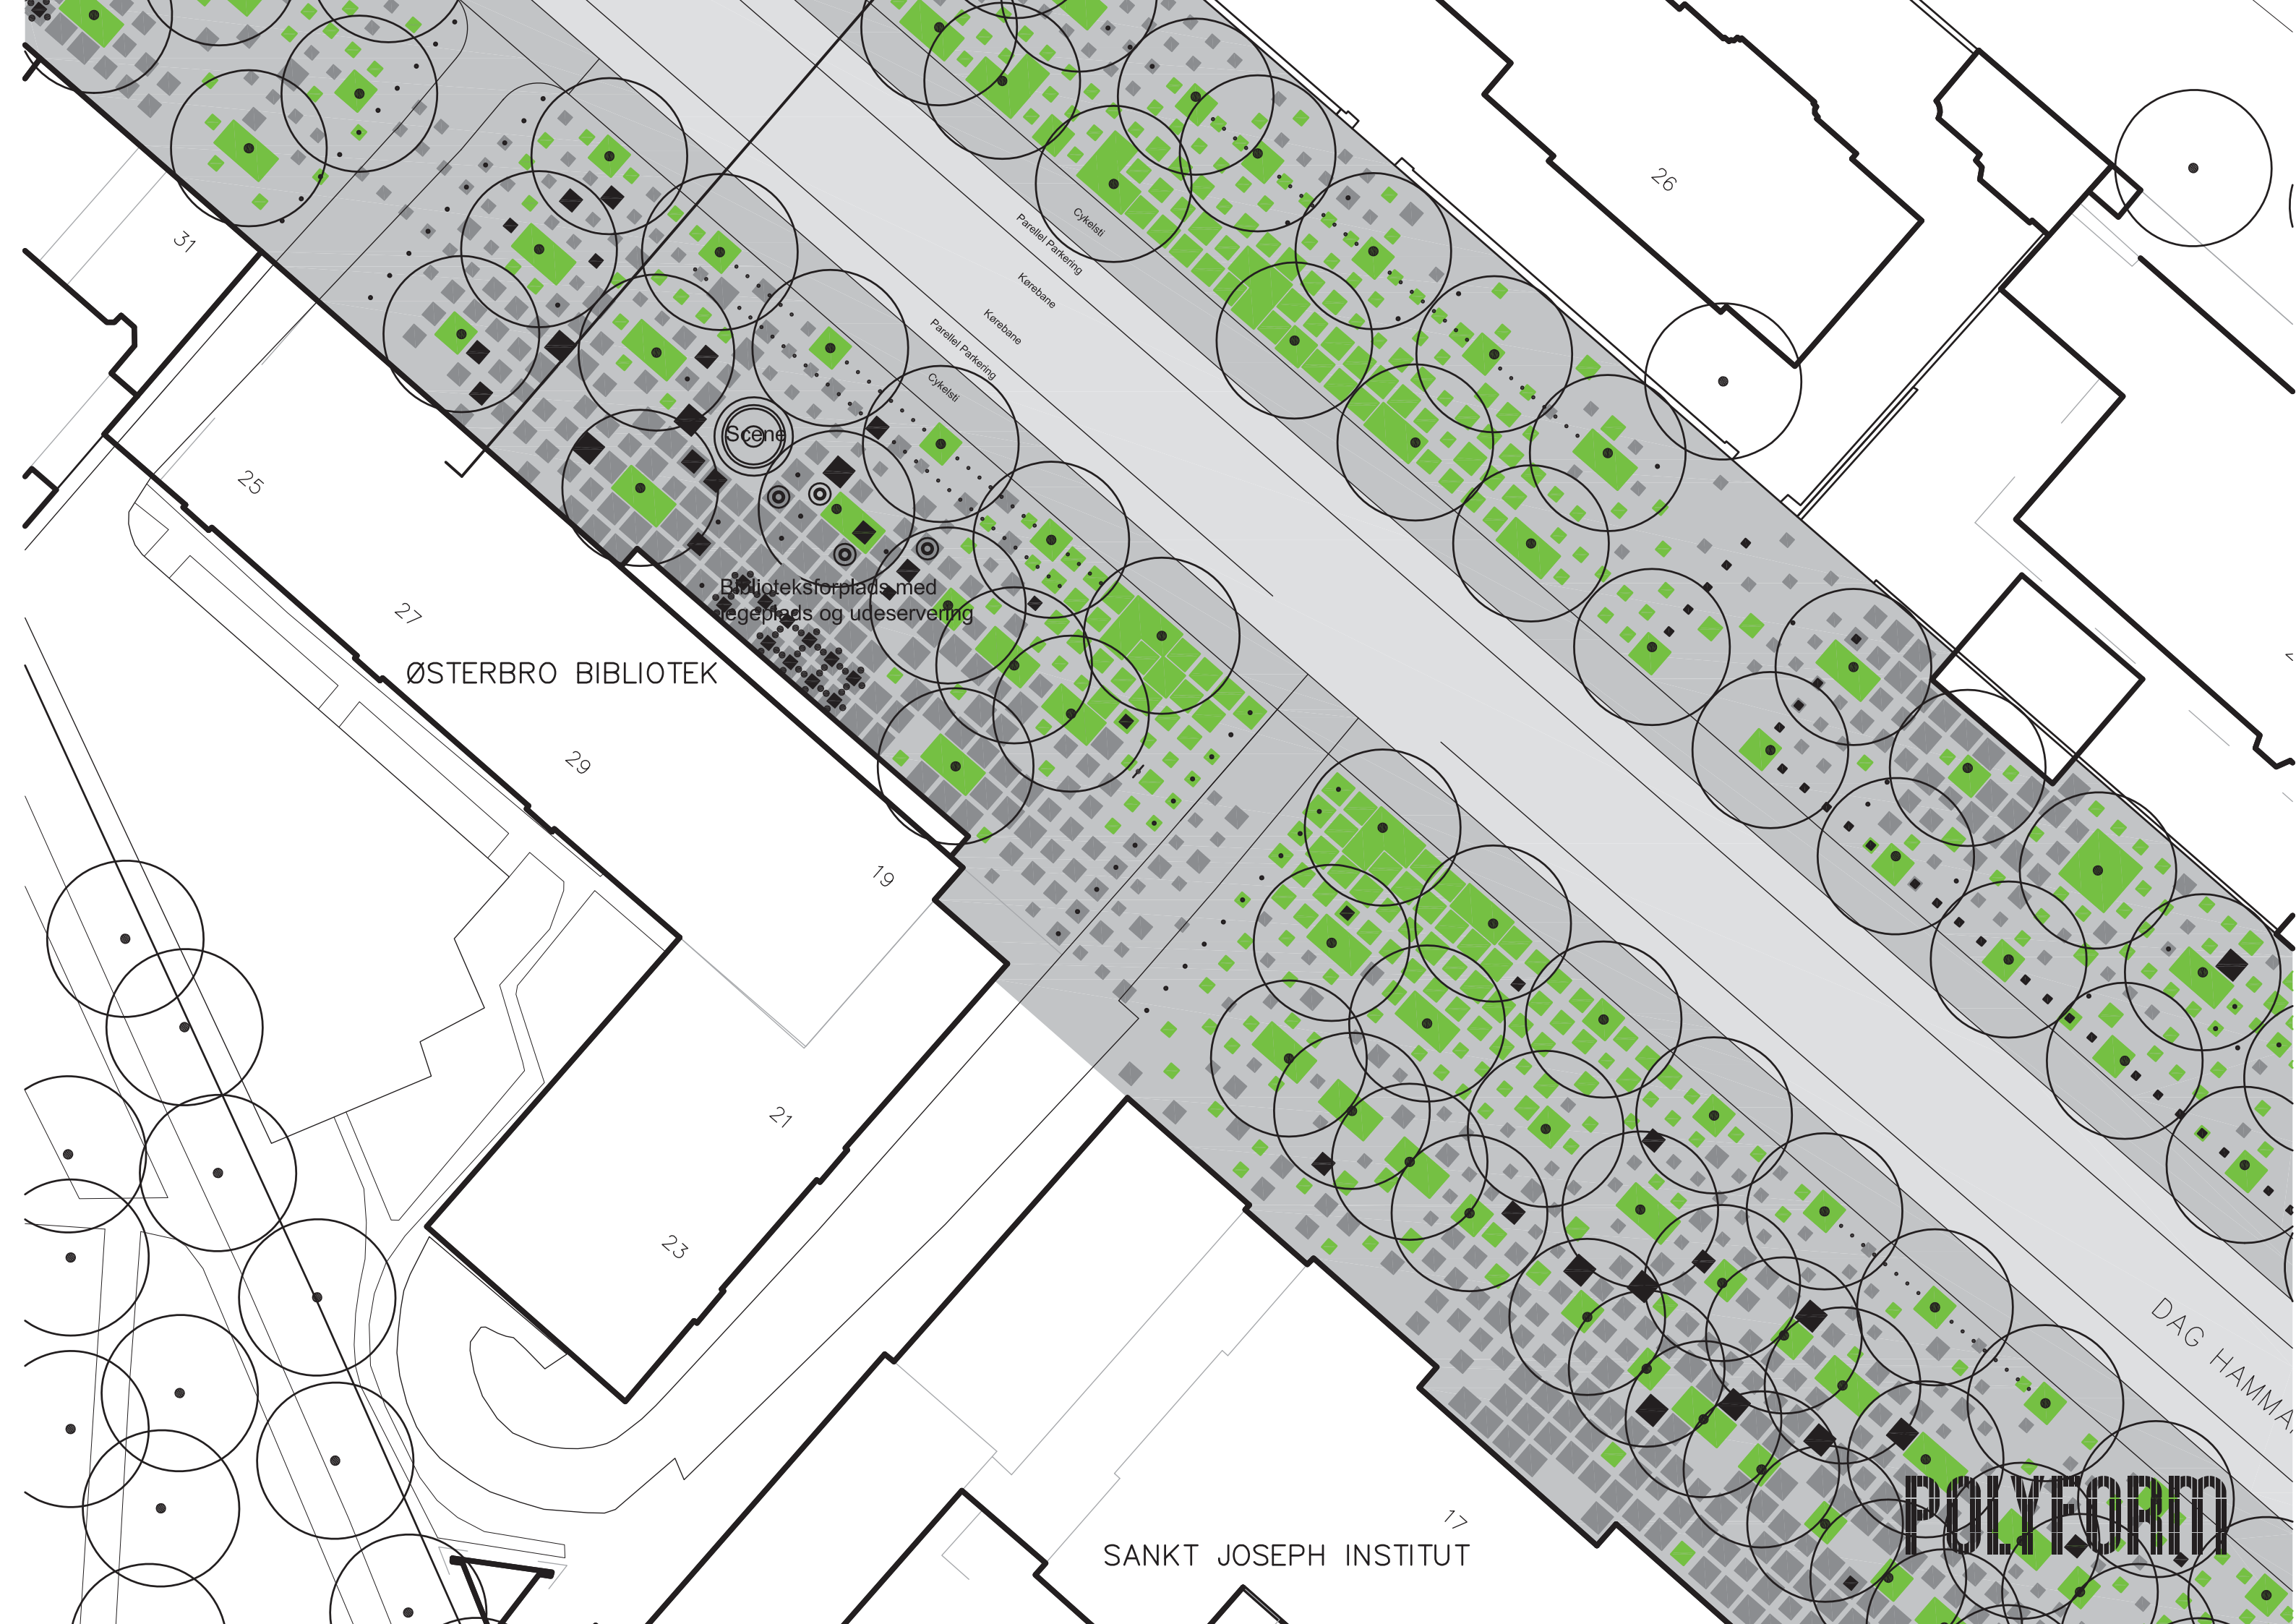 26
31
Cykelsti
Parellel Parkering
Kørebane
Kørebane
Parellel Parkering
Cykelsti
Scene
25
27
Biblioteksforplads med
legeplads og udeservering
ØSTERBRO BIBLIOTEK
29
19
21
23
DAG HAMMA
17
SANKT JOSEPH INSTITUT
POLYFORM